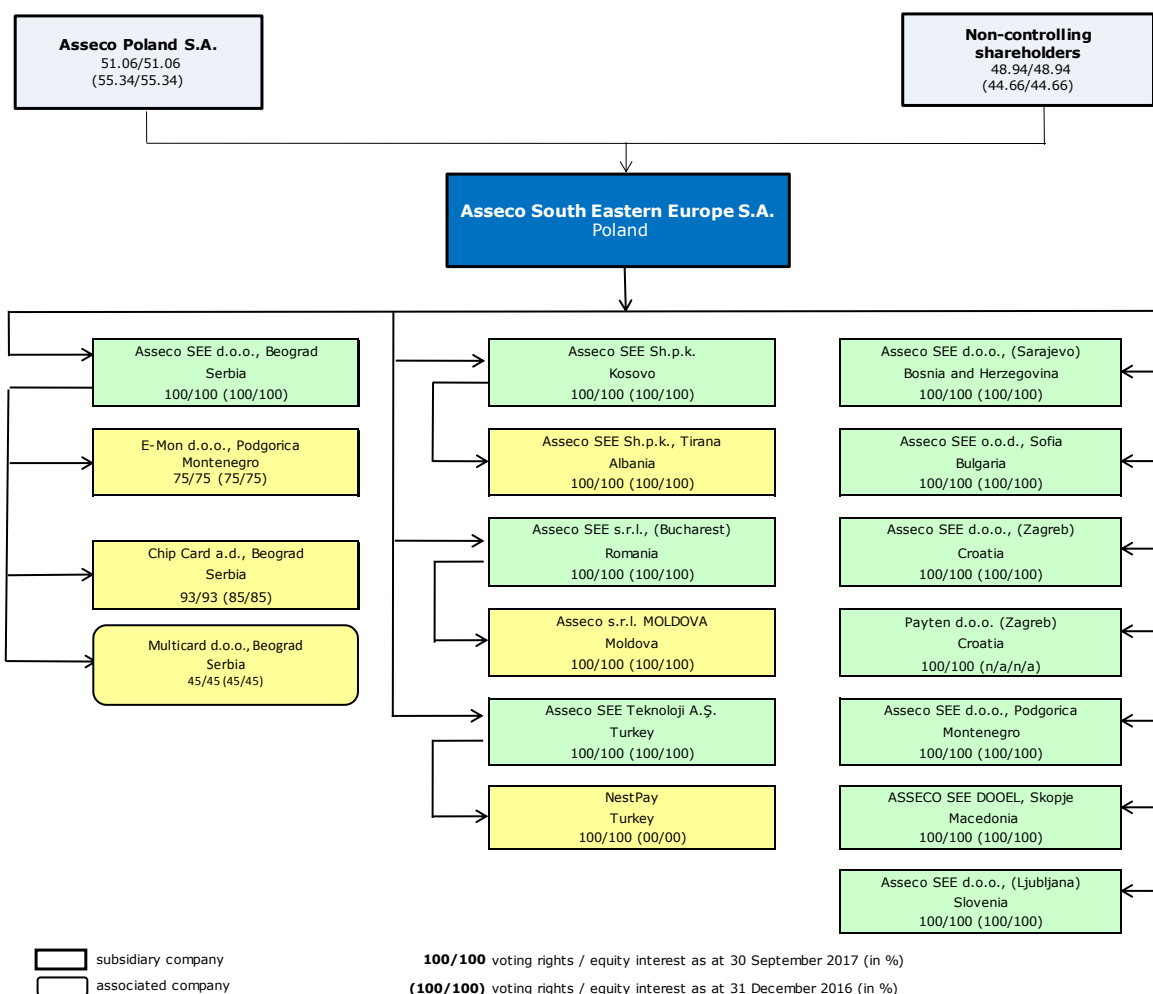 Asseco Poland S.A.
51.06/51.06
(55.34/55.34)
Non-controlling
shareholders
48.94/48.94
(44.66/44.66)
Asseco South Eastern Europe S.A.
Poland
Asseco SEE d.o.o., Beograd
Serbia
100/100 (100/100)
E-Mon d.o.o., Podgorica
Montenegro
75/75 (75/75)
Chip Card a.d., Beograd
Serbia
93/93 (85/85)
Multicard d.o.o., Beograd
Serbia
45/45 (45/45)
Asseco SEE Sh.p.k.
Kosovo
100/100 (100/100)
Asseco SEE Sh.p.k., Tirana
Albania
100/100 (100/100)
Asseco SEE s.r.l., (Bucharest)
Romania
100/100 (100/100)
Asseco s.r.l. MOLDOVA
Moldova
100/100 (100/100)
Asseco SEE Teknoloji A.Ş.
Turkey
100/100 (100/100)
NestPay
Turkey
100/100 (00/00)
Asseco SEE d.o.o., (Sarajevo)
Bosnia and Herzegovina
100/100 (100/100)
Asseco SEE o.o.d., Sofia
Bulgaria
100/100 (100/100)
Asseco SEE d.o.o., (Zagreb)
Croatia
100/100 (100/100)
Payten d.o.o. (Zagreb)
Croatia
100/100 (n/a/n/a)
Asseco SEE d.o.o., Podgorica
Montenegro
100/100 (100/100)
ASSECO SEE DOOEL, Skopje
Macedonia
100/100 (100/100)
Asseco SEE d.o.o., (Ljubljana)
Slovenia
100/100 (100/100)
subsidiary company
100/100 voting rights / equity interest as at 30 September 2017 (in %)
associated company
(100/100) voting rights / equity interest as at 31 December 2016 (in %)